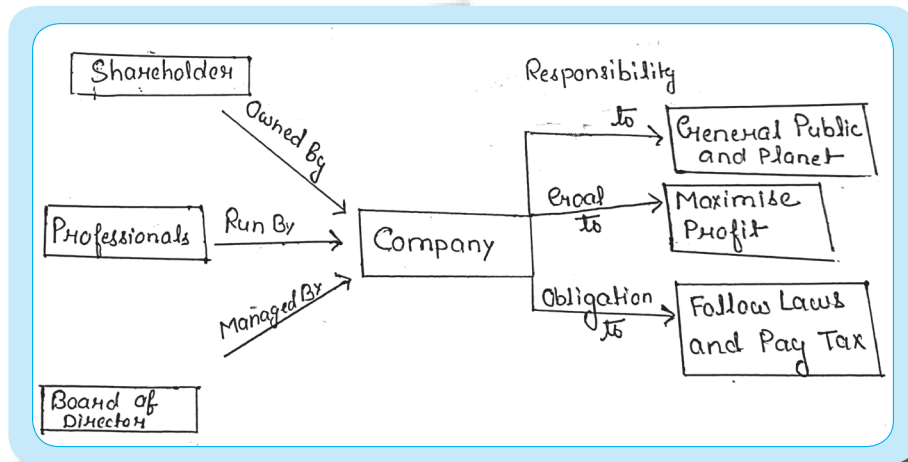 Shareholder
Owned By
Professionals
Run By
Managed By
Board of
Director
Company
Responsibility
to
General Public
and Planet
Goal
to
Maximise
Profit
Obligation
to
Follow Laws
and Pay Tax